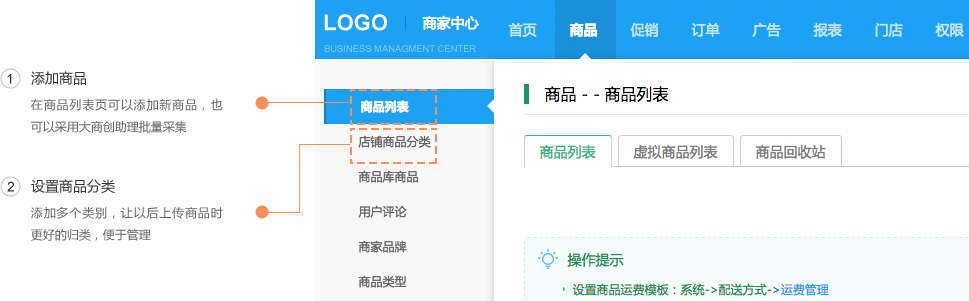 LOGO 商家中心
BUSINESS MANAGMENT CENTER
首页 商品 促销 订单 广告 报表 门店 权限
1 添加商品
在商品列表页可以添加新商品，也
可以采用大商创助理批量采集
2 设置商品分类
添加多个类别，让以后上传商品时
更好的归类，便于管理
商品列表
店铺商品分类
商品库商品
用户评论
商家品牌
商品类型
商品 - - 商品列表
商品列表 虚拟商品列表 商品回收站
操作提示
设置商品运费模板：系统->配送方式->运费管理